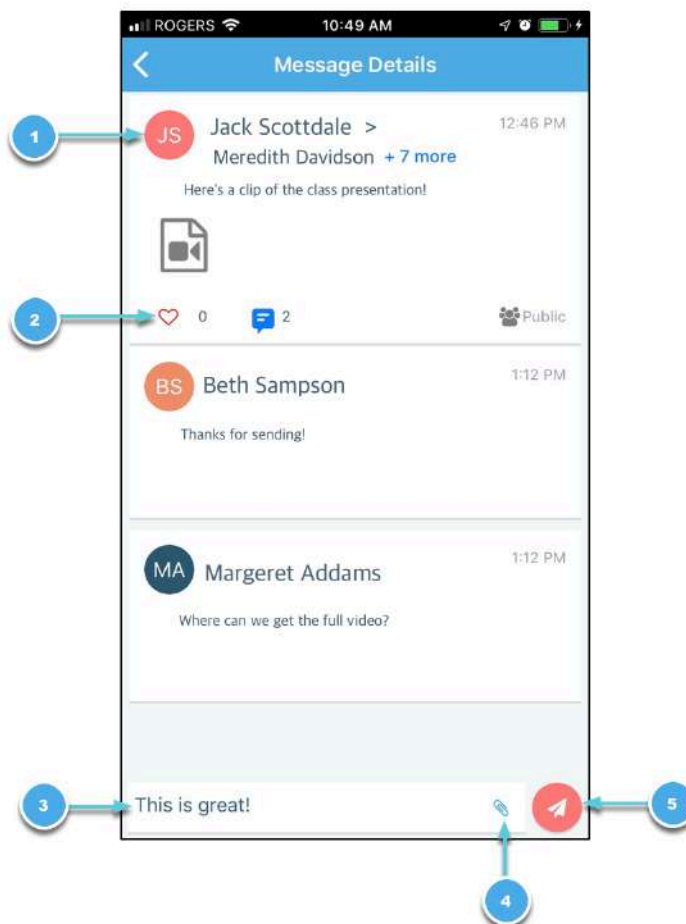 ROGERS 10:49 AM
Message Details
1
JS Jack Scottdale > 12:46 PM
Meredith Davidson + 7 more
Here's a clip of the class presentation!
2
0 2 Public
BS Beth Sampson 1:12 PM
Thanks for sending!
MA Margeret Addams 1:12 PM
Where can we get the full video?
3 This is great! 5
4